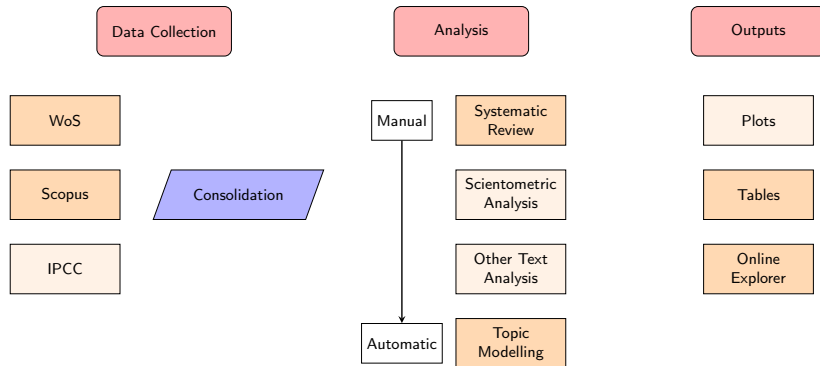 Data Collection
Analysis
Outputs
WoS
Manual
Systematic
Review
Plots
Scopus
Consolidation
Scientometric
Analysis
Tables
IPCC
Other Text
Analysis
Online
Explorer
Automatic
Topic
Modelling